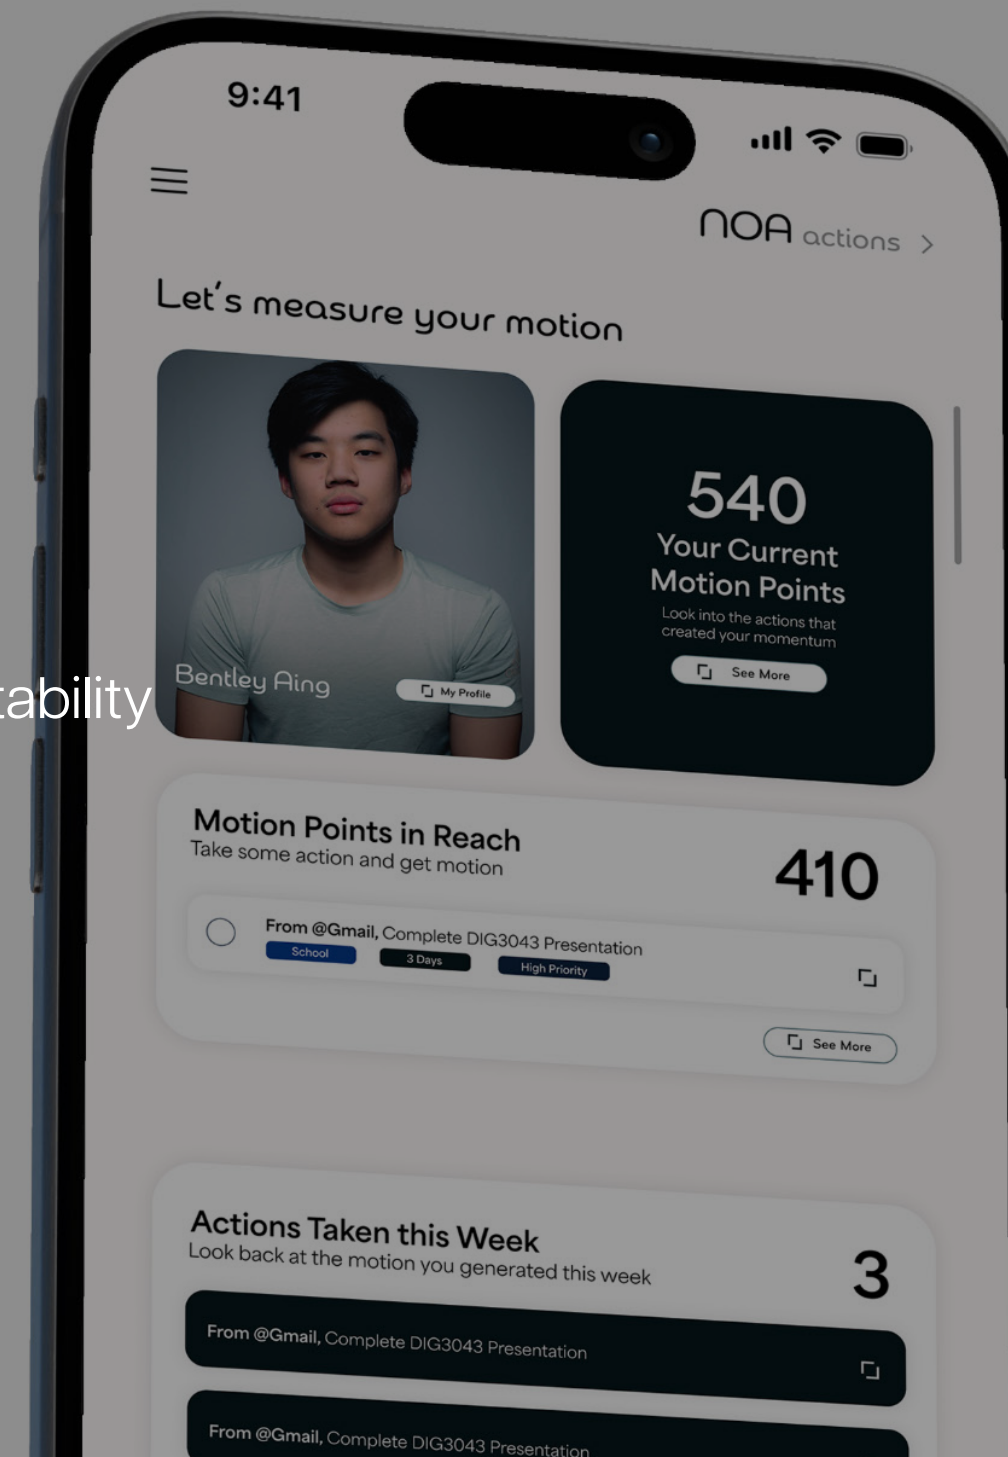 9:41
NOA actions
Let's measure your motion
Bentley Aing
My Profile
540
Your Current
Motion Points
Look into the actions that
created your momentum
See More
tability
Motion Points in Reach
Take some action and get motion
410
From @Gmail, Complete DIG3043 Presentation
School
3 Days
High Priority
See More
Actions Taken this Week
Look back at the motion you generated this week
3
From @Gmail, Complete DIG3043 Presentation
From @Gmail, Complete DIG3043 Presentation